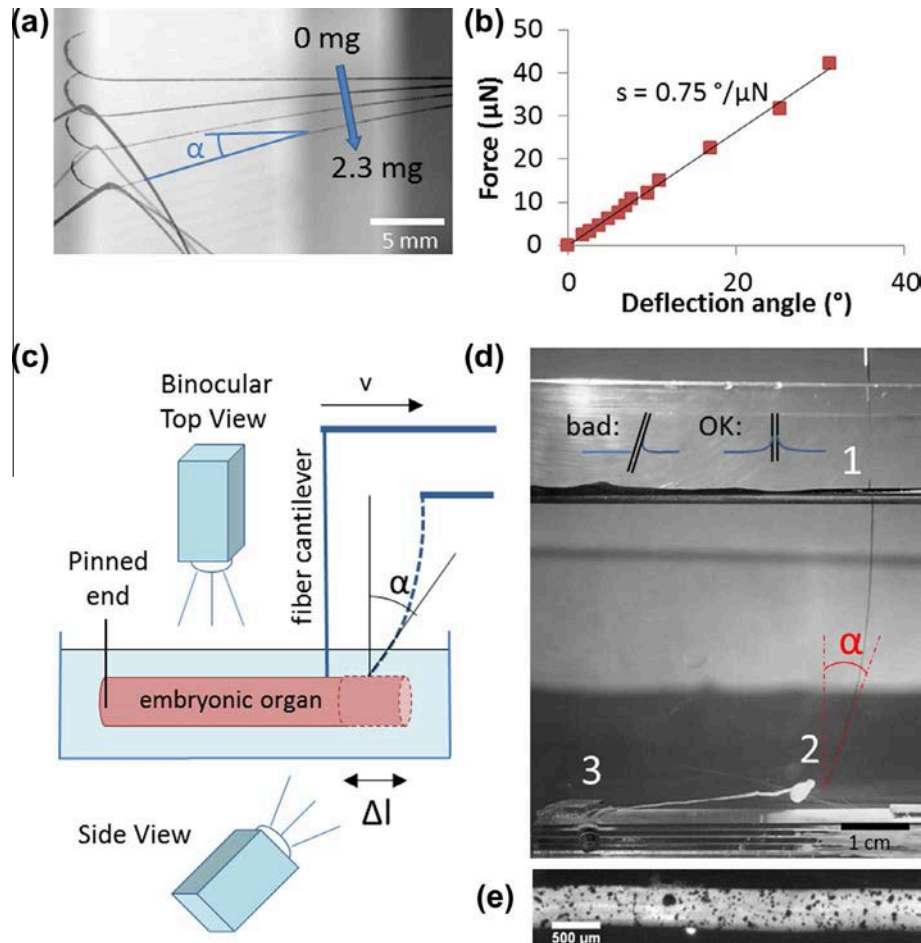 (a)
0 mg
α
2.3 mg
5 mm
(b)
50
40
30
20
10
0
Force (μN)
s = 0.75 °/μN
0
20
40
Deflection angle (°)
(c)
Binocular
Top View
v
fiber cantilever
Pinned
end
α
embryonic organ
Δl
Side View
(d)
bad:
OK:
1
α
2
3
1 cm
(e)
500 μm